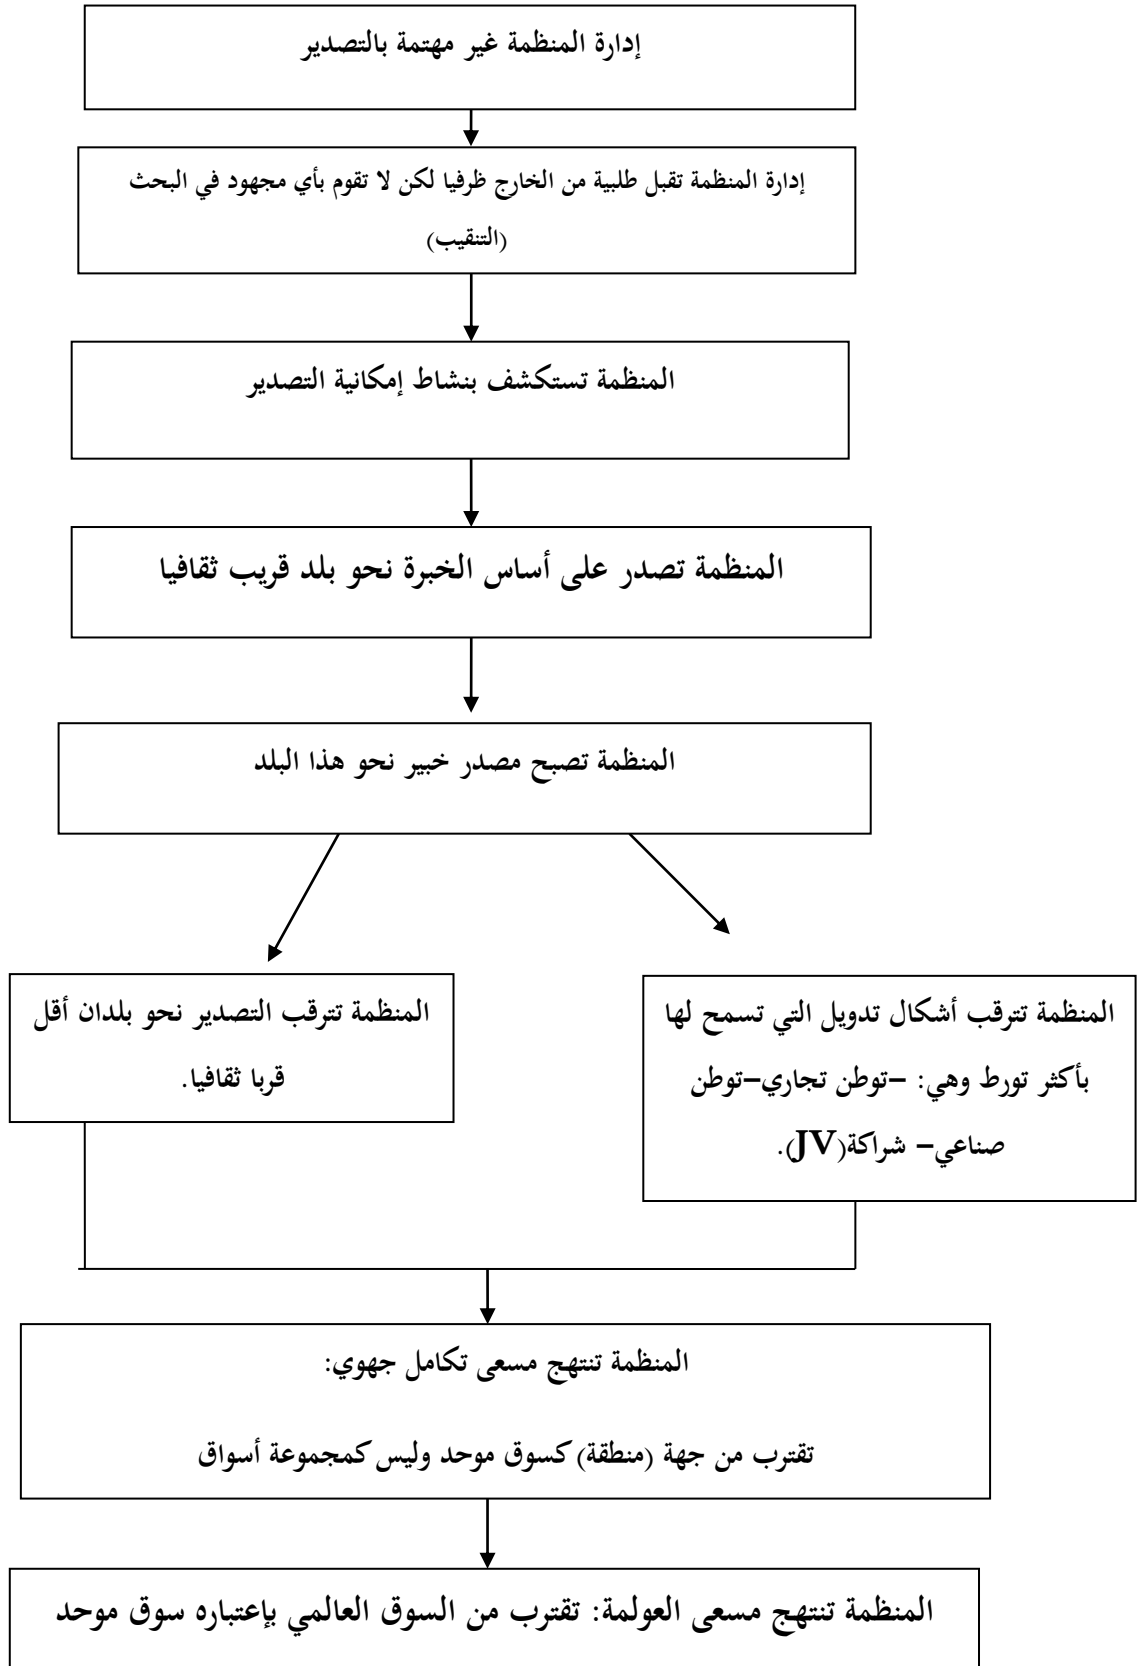 إدارة المنظمة غير مهتمة بالتصدير
إدارة المنظمة تقبل طلبية من الخارج ظرفيا لكن لا تقوم بأي مجهود في البحث
(التنقيب)
المنظمة تستكشف بنشاط إمكانية التصدير
المنظمة تصدر على أساس الخبرة نحو بلد قريب ثقافيا
المنظمة تصبح مصدر خبير نحو هذا البلد
المنظمة تترقب أشكال تدويل التي تسمح لها
بأكثر تورط وهي: –توطن تجاري–توطن
صناعي– شراكة(JV).
المنظمة تترقب التصدير نحو بلدان أقل
قربا ثقافيا.
المنظمة تنتهج مسعى تكامل جهوي:
تقترب من جهة (منطقة) كسوق موحد وليس كمجموعة أسواق
المنظمة تنتهج مسعى العولمة: تقترب من السوق العالمي بإعتباره سوق موحد